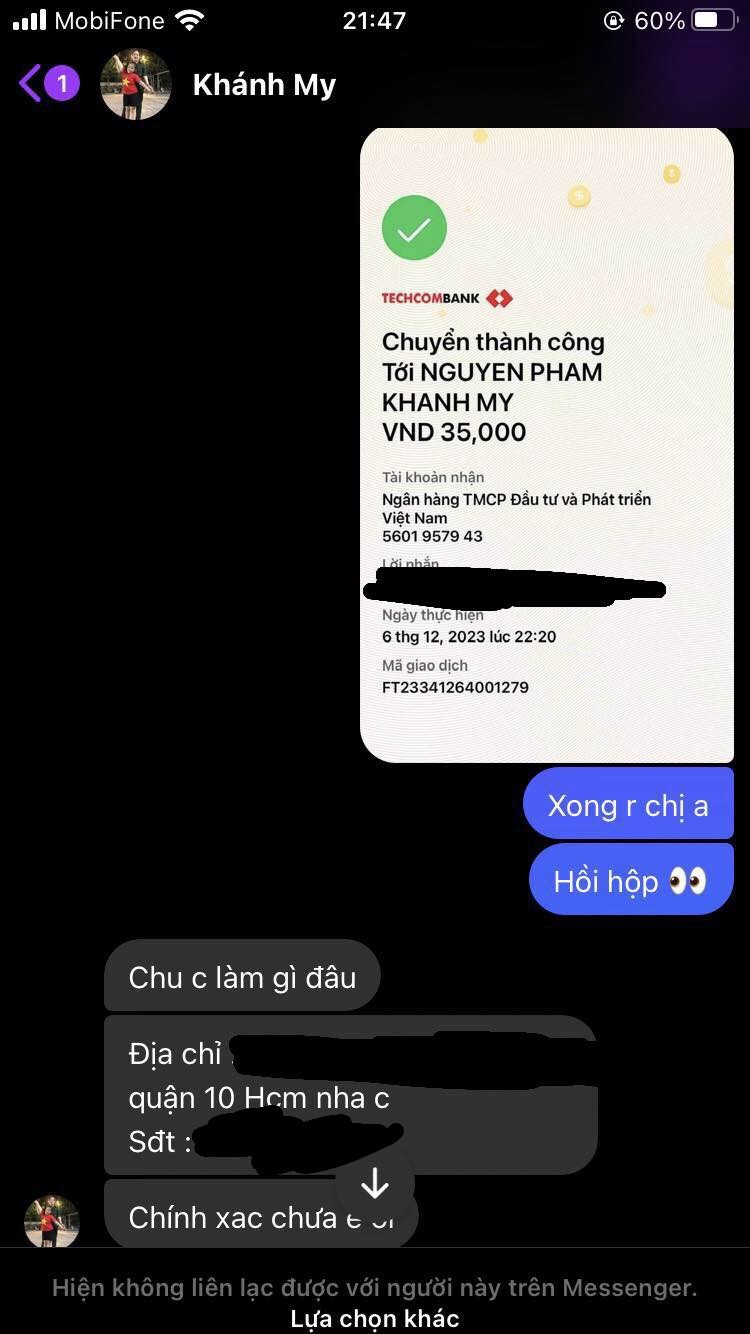 MobiFone
21:47
60%
1
Khánh My
TECHCOMBANK
Chuyển thành công
Tới NGUYEN PHAM
KHANH MY
VND 35,000
Tài khoản nhận
Ngân hàng TMCP Đầu tư và Phát triển
Việt Nam
5601 9579 43
Lời nhắn
Ngày thực hiện
6 thg 12, 2023 lúc 22:20
Mã giao dịch
FT23341264001279
Xong r chị a
Hồi hộp 👀
Chu c làm gì đâu
Địa chỉ
quận 10 Hcm nha c
Sđt :
Chính xac chưa e
Hiện không liên lạc được với người này trên Messenger.
Lựa chọn khác